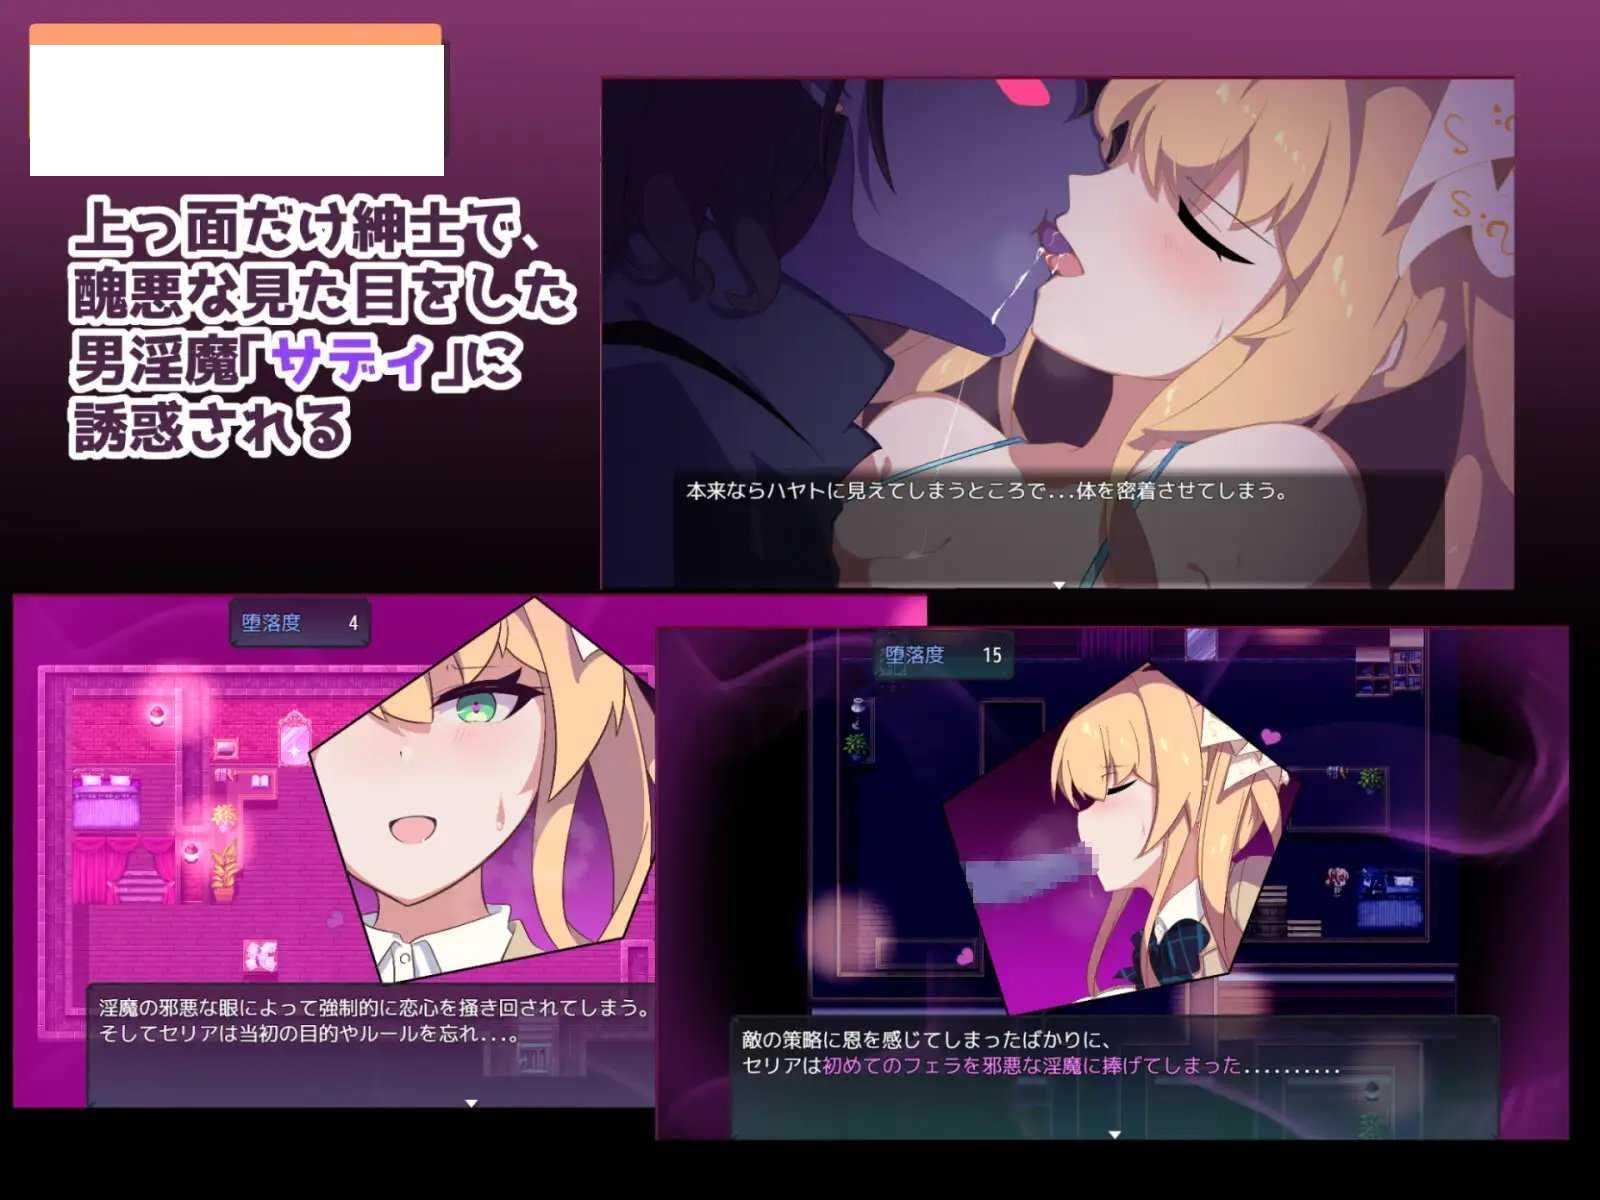 上っ面だけ紳士で、
醜悪な見た目をした
男淫魔「サディ」に
誘惑される
本来ならハヤトに見えてしまうところで...体を密着させてしまう。
堕落度 4
淫魔の邪悪な眼によって強制的に恋心を掻き回されてしまう。
そしてセリアは当初の目的やルールを忘れ...。
堕落度 15
敵の策略に恩を感じてしまったばかりに、
セリアは初めてのフェラを邪悪な淫魔に捧げてしまった..........